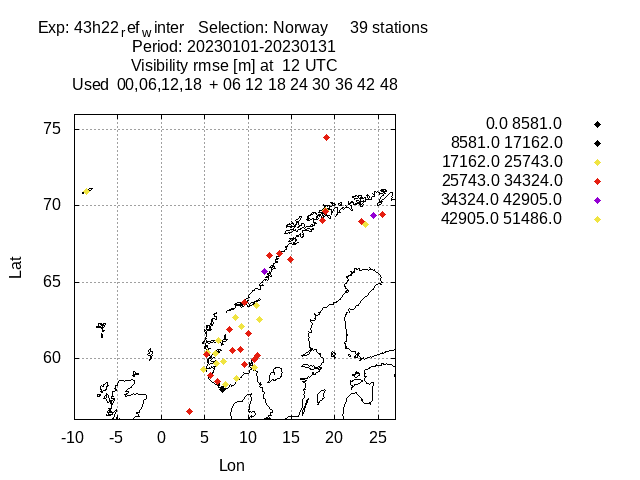 Exp: 43h22refwinter Selection: Norway 39 stations
Period: 20230101-20230131
Visibility rmse [m] at 12 UTC
Used 00,06,12,18 + 06 12 18 24 30 36 42 48
0.0 8581.0
8581.0 17162.0
17162.0 25743.0
25743.0 34324.0
34324.0 42905.0
42905.0 51486.0
75
70
65
60
Lat
-10 -5 0 5 10 15 20 25
Lon